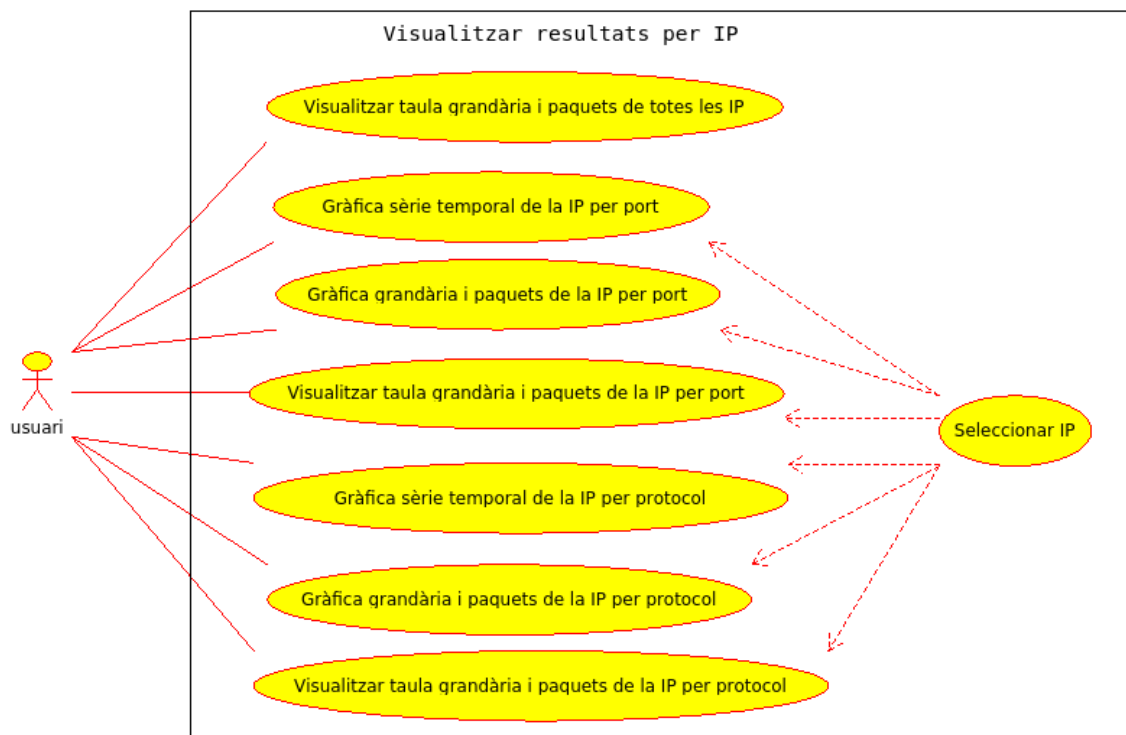 Visualitzar resultats per IP
Visualitzar taula grandària i paquets de totes les IP
Gràfica sèrie temporal de la IP per port
Gràfica grandària i paquets de la IP per port
Visualitzar taula grandària i paquets de la IP per port
usuari
Seleccionar IP
Gràfica sèrie temporal de la IP per protocol
Gràfica grandària i paquets de la IP per protocol
Visualitzar taula grandària i paquets de la IP per protocol